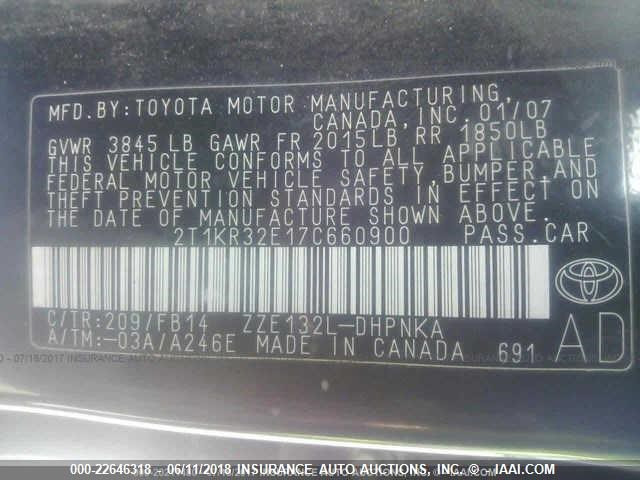 MFD.BY:TOYOTA MOTOR MANUFACTURING,
CANADA, INC. 01/07
GVWR 3845 LB GAWR FR 2015LB, RR 1850LB
THIS VEHICLE CONFORMS TO ALL APPLICABLE
FEDERAL MOTOR VEHICLE SAFETY, BUMPER, AND
THEFT PREVENTION STANDARDS IN EFFECT ON
THE DATE OF MANUFACTURE SHOWN ABOVE.
2T1KR32E17C660900 PASS.CAR
C/TR:209/FB14 ZZE132L-DHPNKA
A/TM:-03A/A246E MADE IN CANADA 691
AD
000-22646318 - 06/11/2018 INSURANCE AUTO AUCTIONS, INC. (1) - IAAI.COM